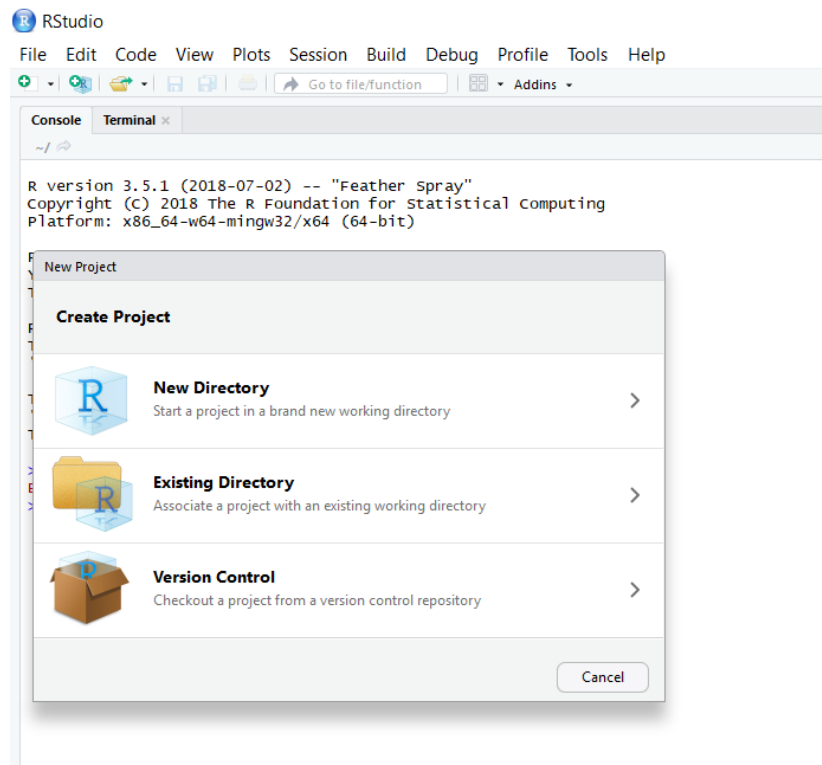 RStudio
File Edit Code View Plots Session Build Debug Profile Tools Help
Go to file/function Addins
Console Terminal
~/
R version 3.5.1 (2018-07-02) -- "Feather Spray"
Copyright (C) 2018 The R Foundation for Statistical Computing
Platform: x86_64-w64-mingw32/x64 (64-bit)
New Project
Create Project
New Directory
Start a project in a brand new working directory
Existing Directory
Associate a project with an existing working directory
Version Control
Checkout a project from a version control repository
Cancel